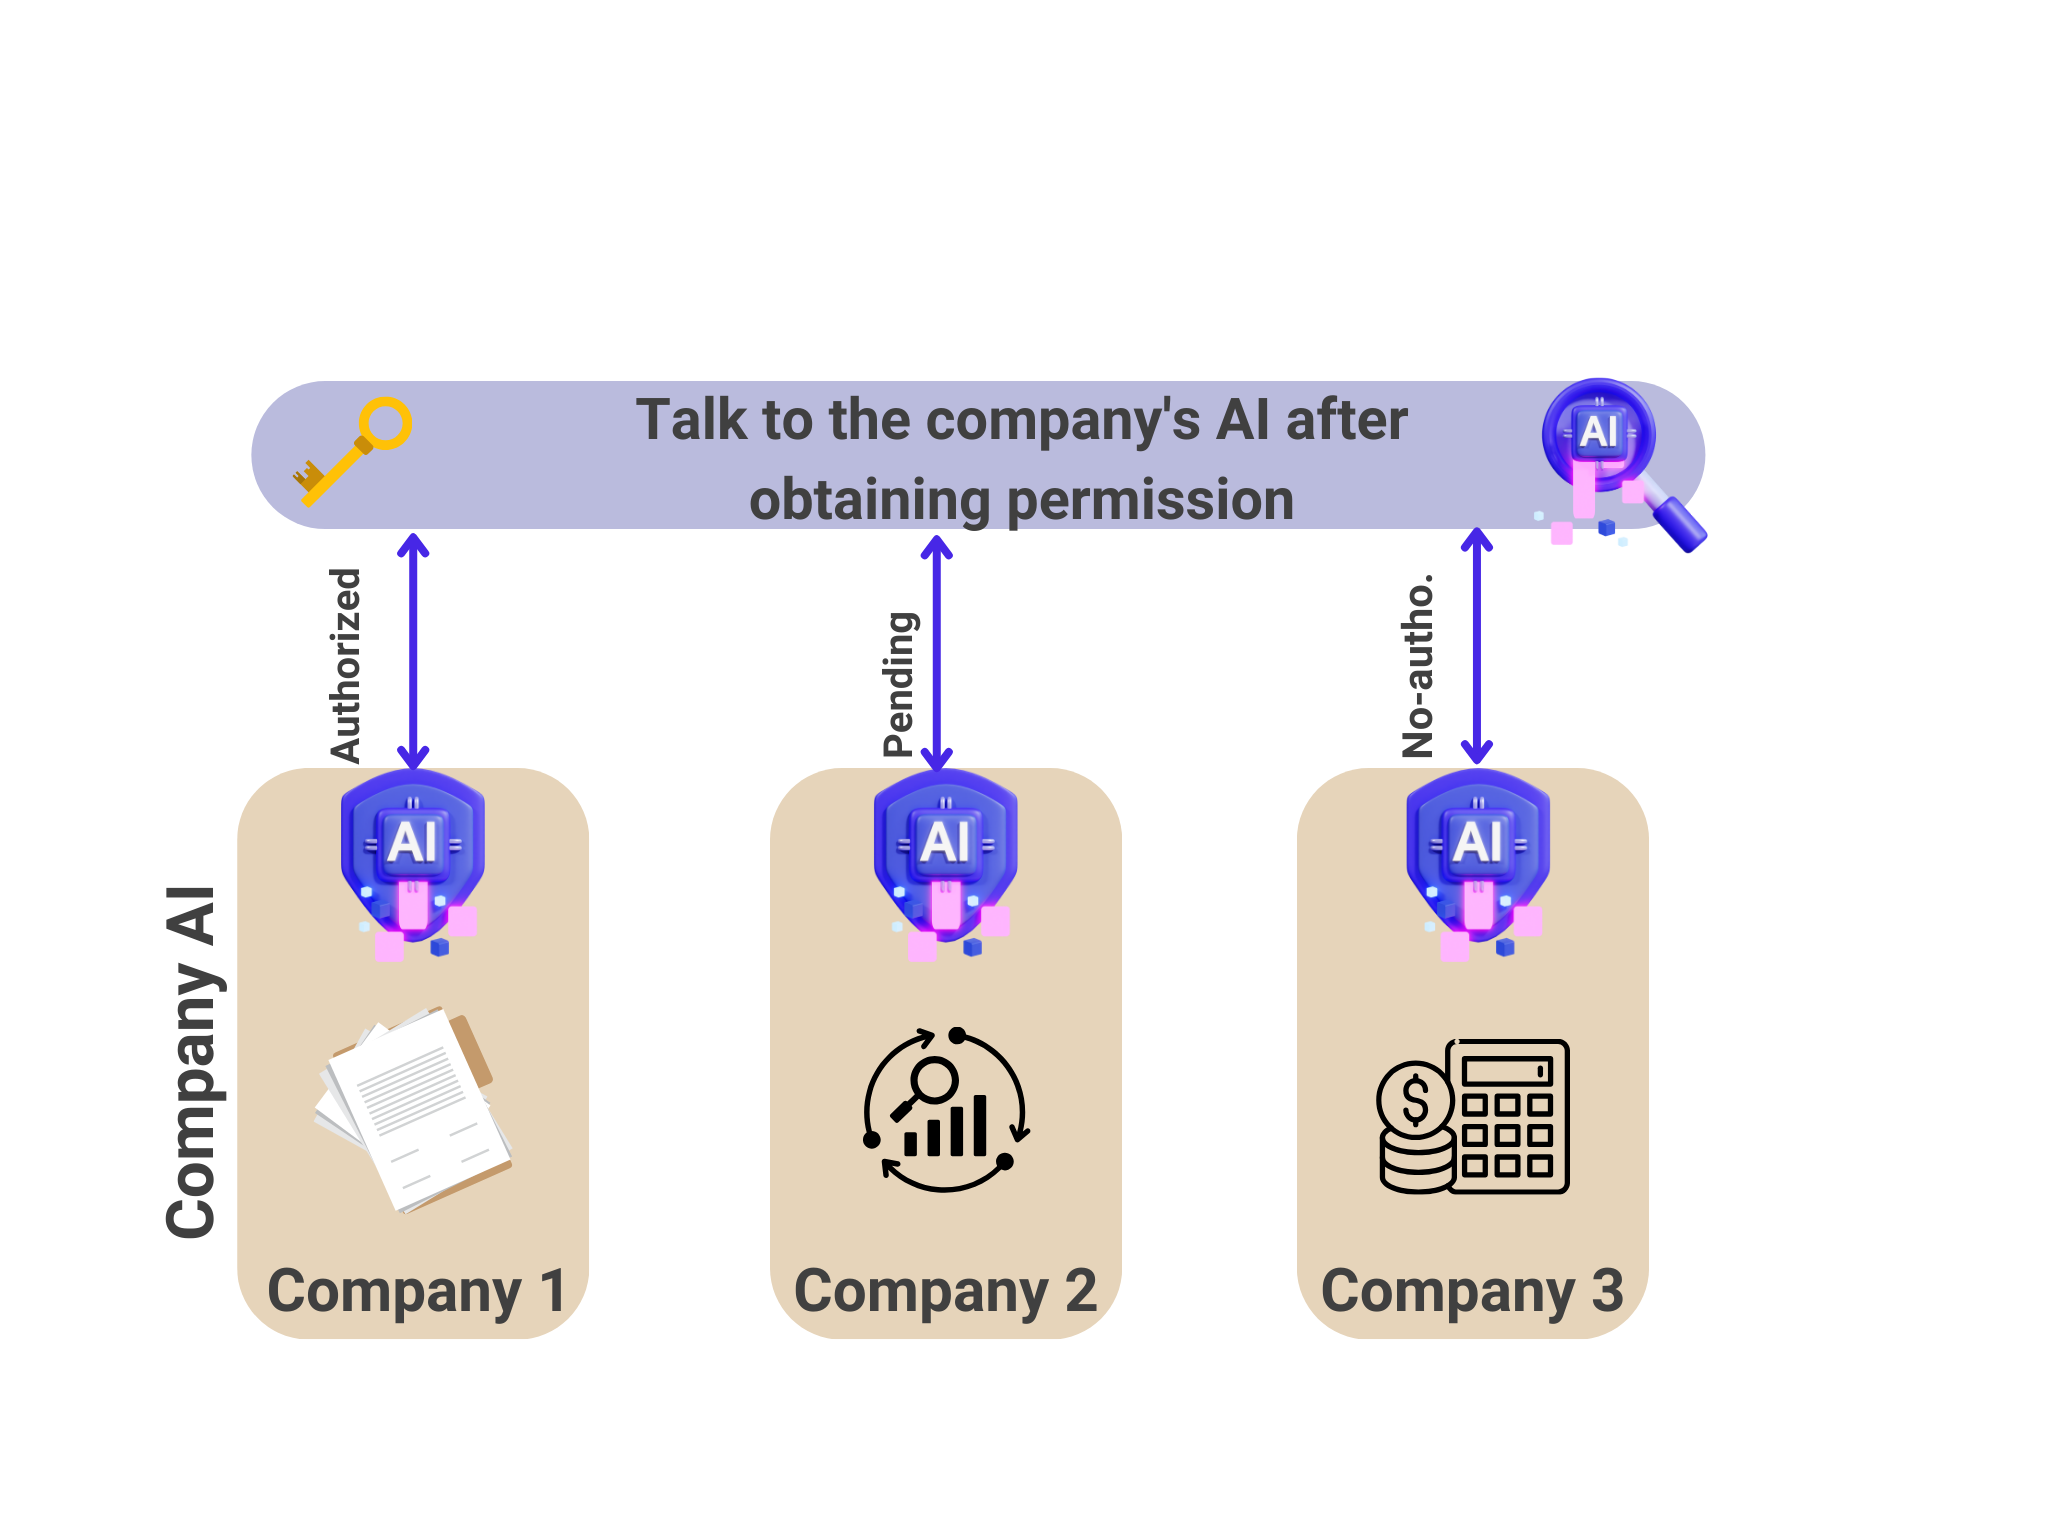 Talk to the company's AI after
obtaining permission
AI
Authorized
Pending
No-autho.
Company AI
AI
AI
AI
$
Company 1
Company 2
Company 3